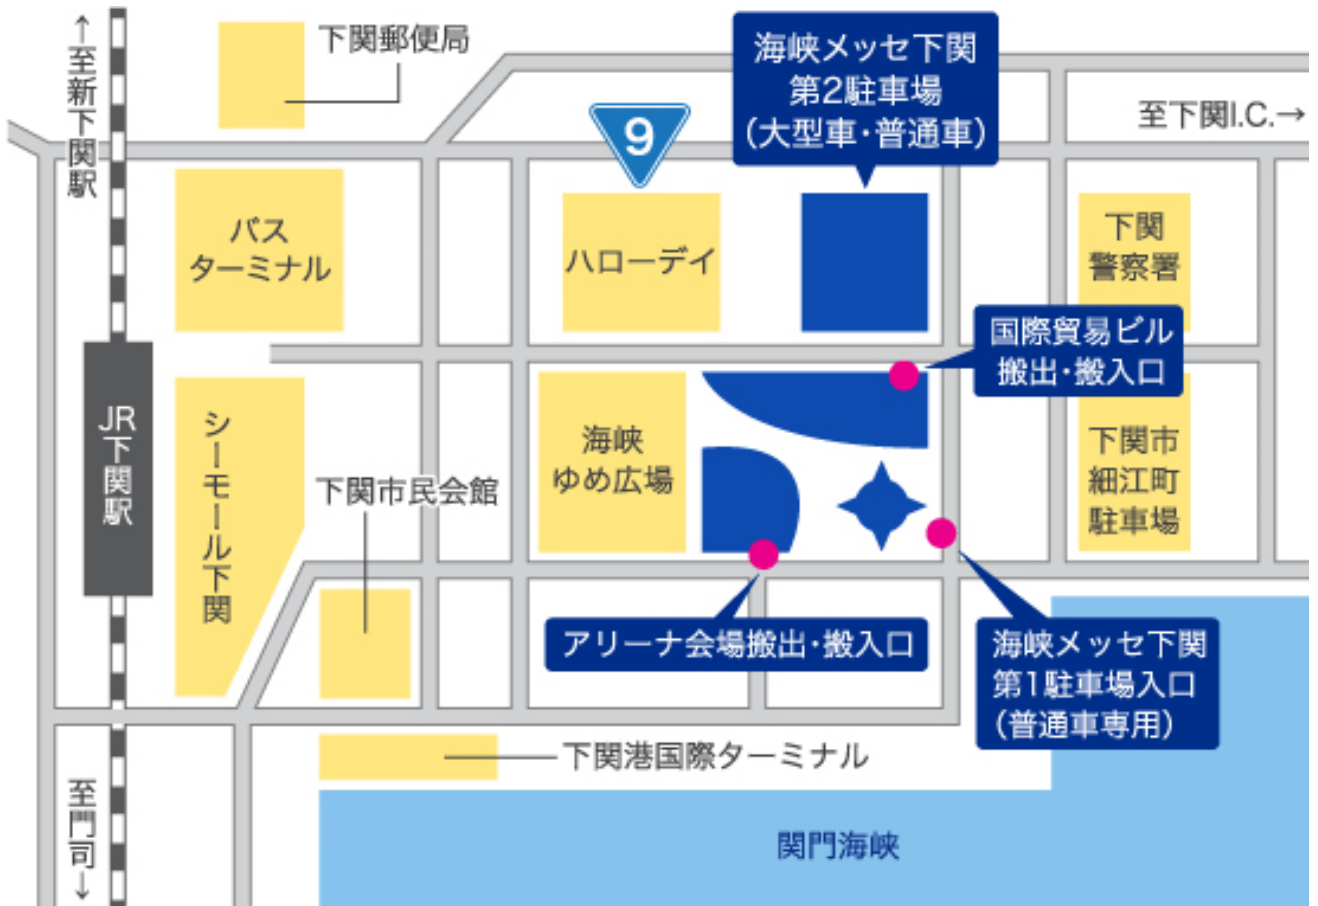 ↑至新下関駅
下関郵便局
海峡メッセ下関
第2駐車場
（大型車・普通車）
至下関I.C.→
9
バス
ターミナル
ハローデイ
下関
警察署
国際貿易ビル
搬出・搬入口
JR下関駅
シーモール下関
下関市民会館
海峡
ゆめ広場
下関市
細江町
駐車場
アリーナ会場搬出・搬入口
海峡メッセ下関
第1駐車場入口
（普通車専用）
下関港国際ターミナル
至門司↓
関門海峡